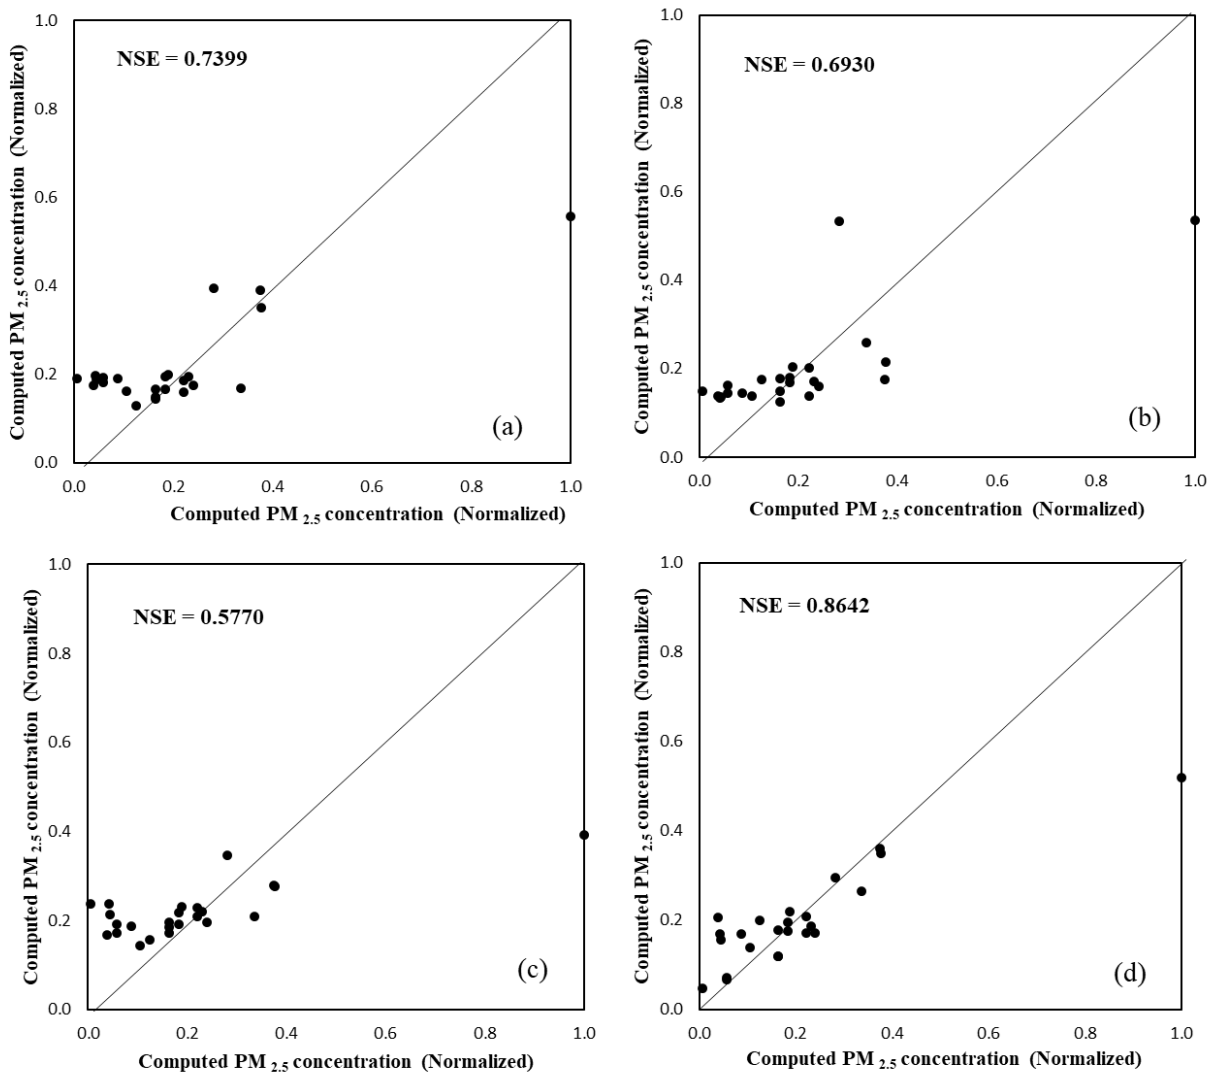 1.0
NSE = 0.7399
0.8
0.6
0.4
0.2
0.0
(a)
0.0 0.2 0.4 0.6 0.8 1.0
Computed PM 2.5 concentration (Normalized)
Computed PM 2.5 concentration (Normalized)
1.0
NSE = 0.6930
0.8
0.6
0.4
0.2
0.0
(b)
0.0 0.2 0.4 0.6 0.8 1.0
Computed PM 2.5 concentration (Normalized)
Computed PM 2.5 concentration (Normalized)
1.0
NSE = 0.5770
0.8
0.6
0.4
0.2
0.0
(c)
0.0 0.2 0.4 0.6 0.8 1.0
Computed PM 2.5 concentration (Normalized)
Computed PM 2.5 concentration (Normalized)
1.0
NSE = 0.8642
0.8
0.6
0.4
0.2
0.0
(d)
0.0 0.2 0.4 0.6 0.8 1.0
Computed PM 2.5 concentration (Normalized)
Computed PM 2.5 concentration (Normalized)